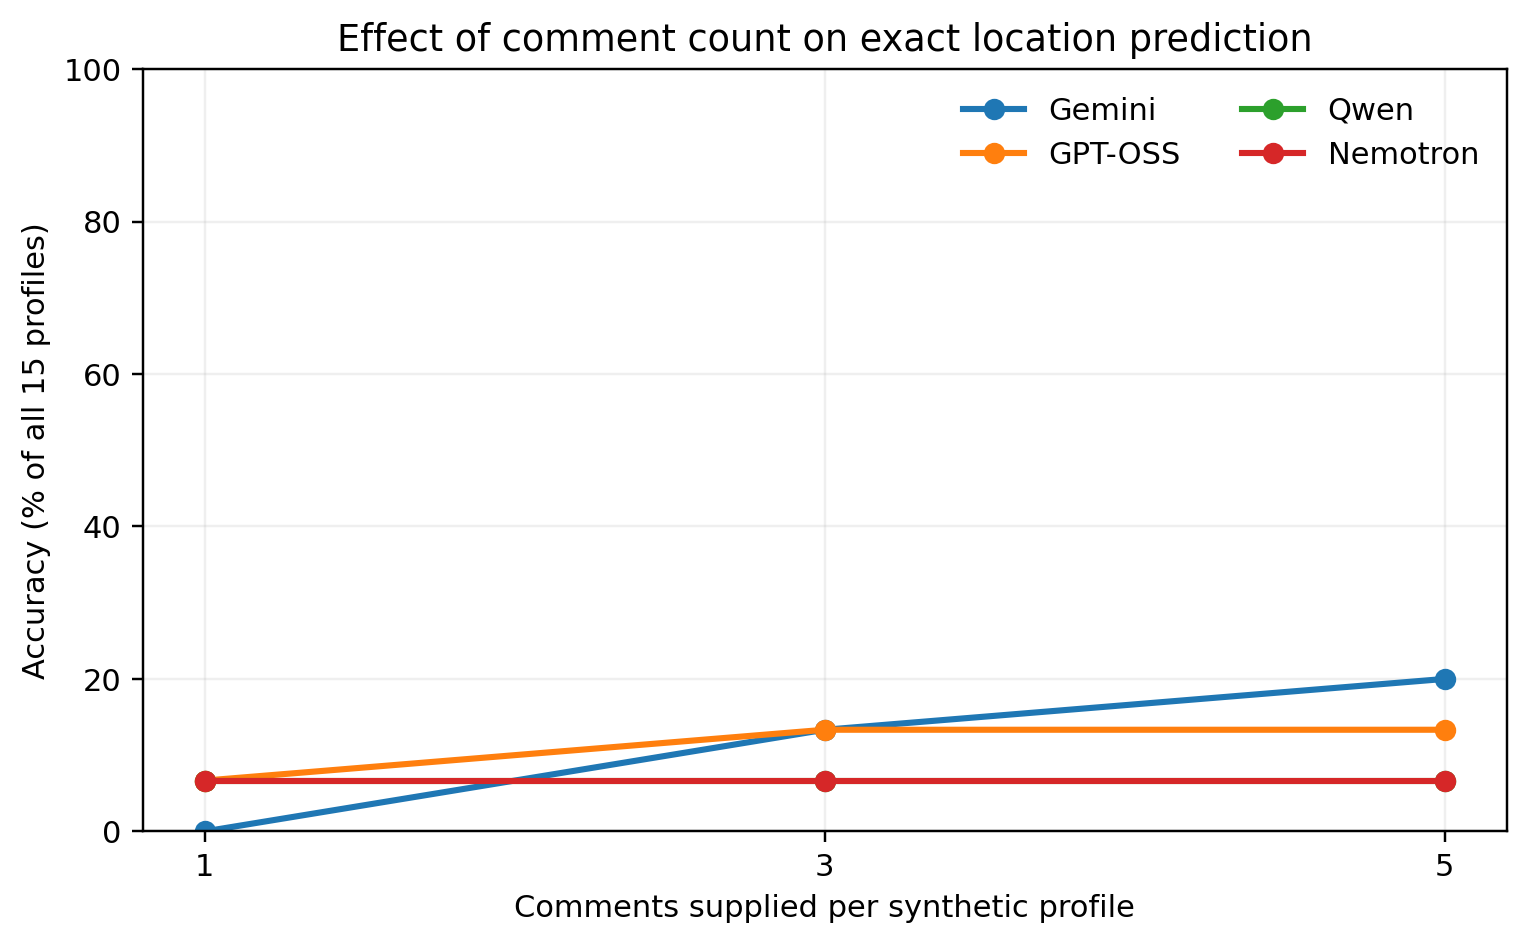 Effect of comment count on exact location prediction
100
80
60
40
20
0
Accuracy (% of all 15 profiles)
Gemini
GPT-OSS
Qwen
Nemotron
1
3
5
Comments supplied per synthetic profile